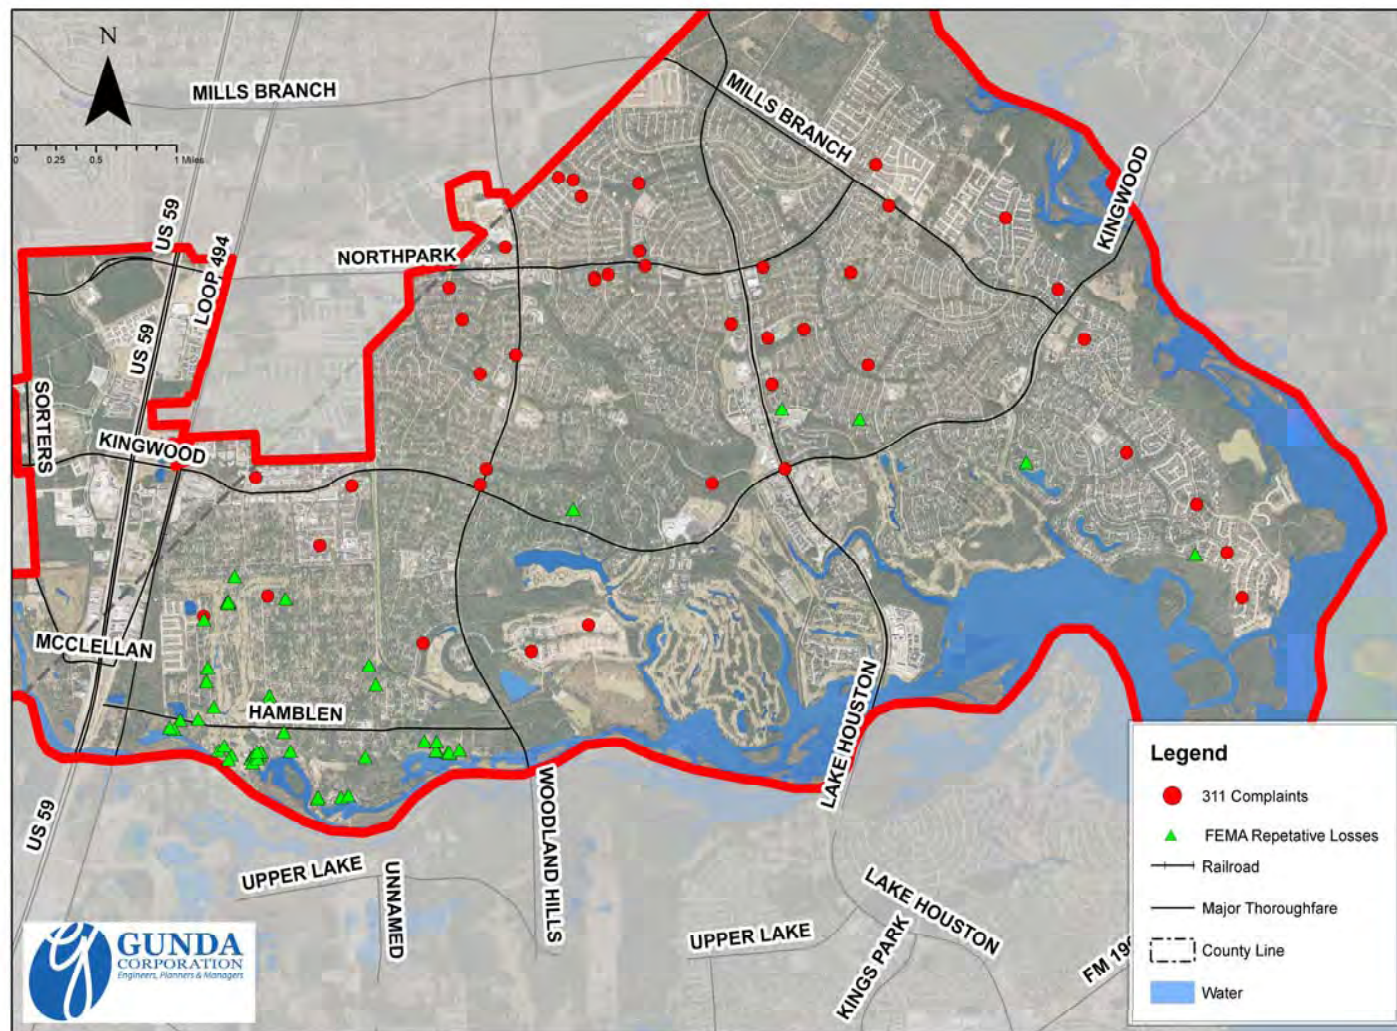 N
MILLS BRANCH
MILLS BRANCH
0 0.25 0.5 1 Miles
KINGWOOD
US 59
LOOP 494
NORTHPARK
US 59
SORTERS
KINGWOOD
MCCLELLAN
HAMBLEN
LAKE HOUSTON
WOODLAND HILLS
US 59
UPPER LAKE
UNNAMED
LAKE HOUSTON
UPPER LAKE
KINGS PARK
FM 196
Legend
311 Complaints
FEMA Repetative Losses
Railroad
Major Thoroughfare
County Line
Water
g
GUNDA
CORPORATION
Engineers, Planners & Managers